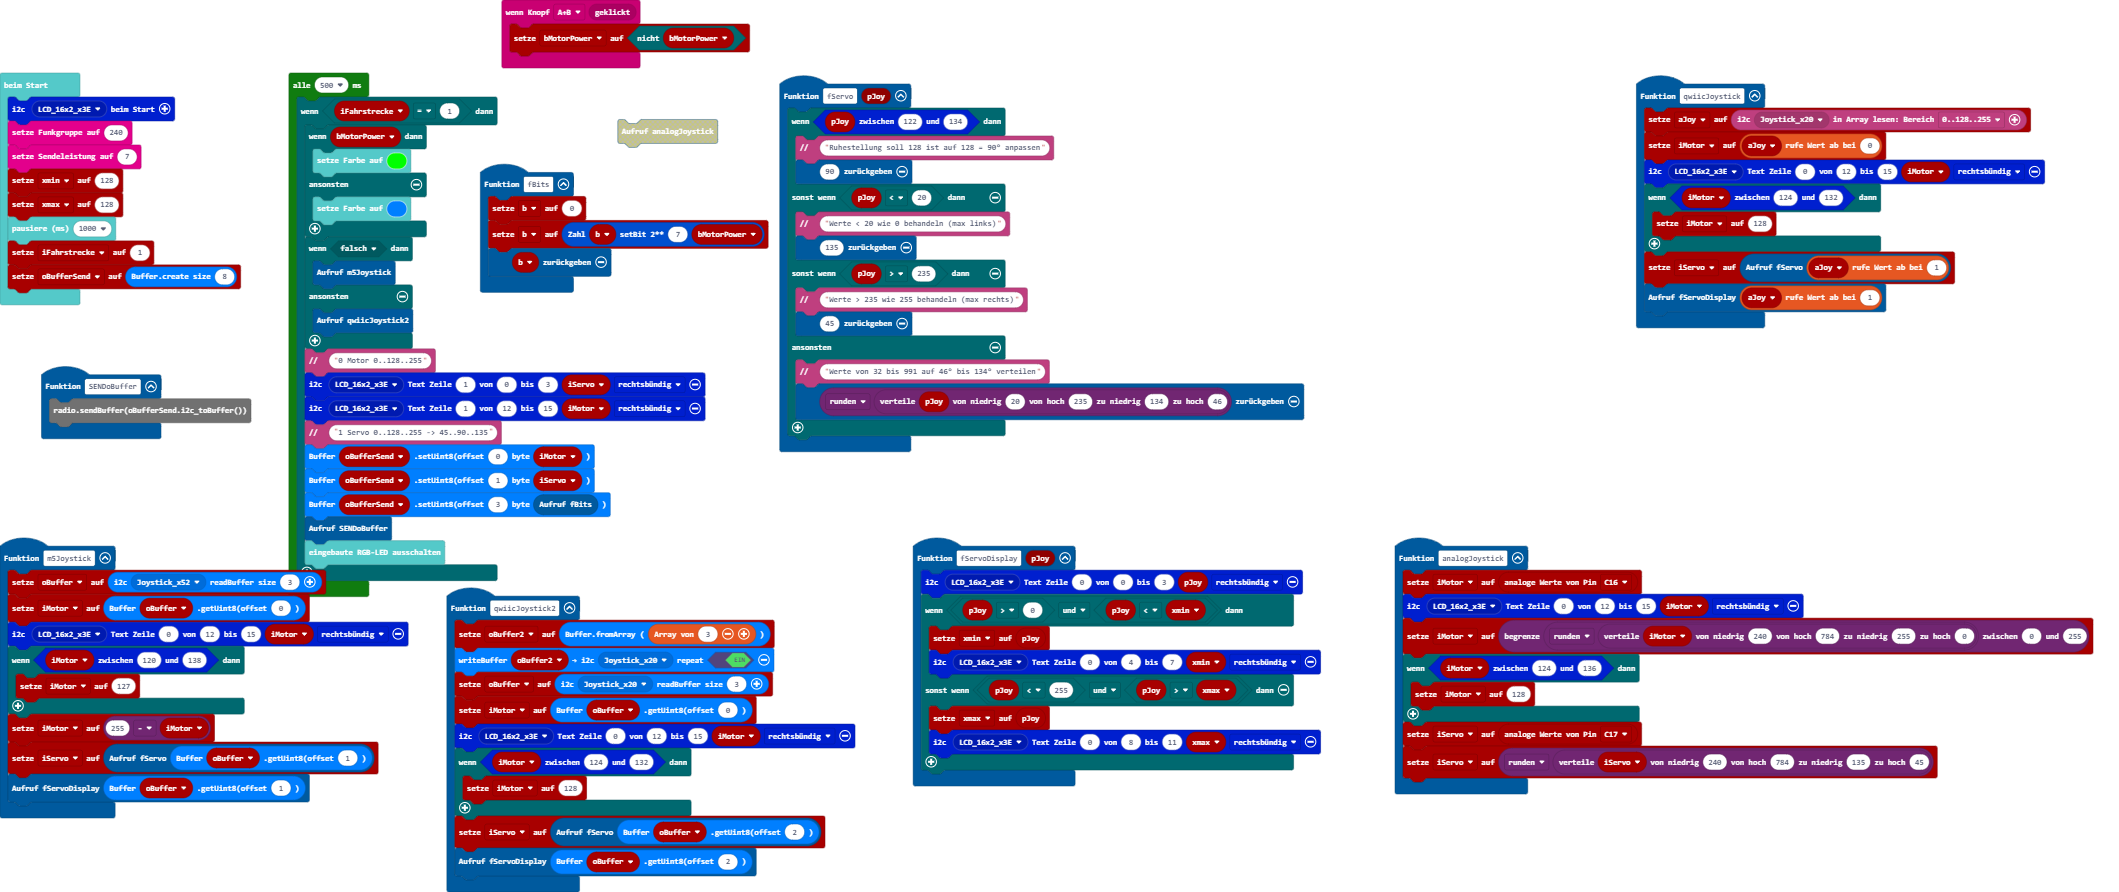 wenn Knopf A+B geklickt
setze bMotorPower auf nicht bMotorPower
beim Start
i2c LCD_16x2_x3E beim Start
setze Funkgruppe auf 240
setze Sendeleistung auf 7
setze xmin auf 128
setze xmax auf 128
pausiere (ms) 1000
setze iFahrstrecke auf 1
setze oBufferSend auf Buffer.create size 8
Funktion SENDoBuffer
radio.sendBuffer(oBufferSend.i2c_toBuffer())
alle 500 ms
wenn iFahrstrecke = 1 dann
wenn bMotorPower dann
setze Farbe auf
ansonsten
setze Farbe auf
wenn falsch dann
Aufruf m5Joystick
ansonsten
Aufruf qwiicJoystick2
// "0 Motor 0..128..255"
i2c LCD_16x2_x3E Text Zeile 1 von 0 bis 3 iServo rechtsbündig
i2c LCD_16x2_x3E Text Zeile 1 von 12 bis 15 iMotor rechtsbündig
// "1 Servo 0..128..255 -> 45..90..135"
Buffer oBufferSend .setUint8(offset 0 byte iMotor )
Buffer oBufferSend .setUint8(offset 1 byte iServo )
Buffer oBufferSend .setUint8(offset 3 byte Aufruf fBits )
Aufruf SENDoBuffer
eingebaute RGB-LED ausschalten
Aufruf analogJoystick
Funktion fBits
setze b auf 0
setze b auf Zahl b setBit 2** 7 bMotorPower
b zurückgeben
Funktion fServo pJoy
wenn pJoy zwischen 122 und 134 dann
// "Ruhestellung soll 128 ist auf 128 = 90° anpassen"
90 zurückgeben
sonst wenn pJoy < 20 dann
// "Werte < 20 wie 0 behandeln (max links)"
135 zurückgeben
sonst wenn pJoy > 235 dann
// "Werte > 235 wie 255 behandeln (max rechts)"
45 zurückgeben
ansonsten
// "Werte von 32 bis 991 auf 46° bis 134° verteilen"
runden verteile pJoy von niedrig 20 von hoch 235 zu niedrig 134 zu hoch 46 zurückgeben
Funktion qwiicJoystick
setze aJoy auf i2c Joystick_x20 in Array lesen: Bereich 0..128..255
setze iMotor auf aJoy rufe Wert ab bei 0
i2c LCD_16x2_x3E Text Zeile 0 von 12 bis 15 iMotor rechtsbündig
wenn iMotor zwischen 124 und 132 dann
setze iMotor auf 128
setze iServo auf Aufruf fServo aJoy rufe Wert ab bei 1
Aufruf fServoDisplay aJoy rufe Wert ab bei 1
Funktion m5Joystick
setze oBuffer auf i2c Joystick_x52 readBuffer size 3
setze iMotor auf Buffer oBuffer .getUint8(offset 0 )
i2c LCD_16x2_x3E Text Zeile 0 von 12 bis 15 iMotor rechtsbündig
wenn iMotor zwischen 120 und 138 dann
setze iMotor auf 127
setze iMotor auf 255 - iMotor
setze iServo auf Aufruf fServo Buffer oBuffer .getUint8(offset 1 )
Aufruf fServoDisplay Buffer oBuffer .getUint8(offset 1 )
Funktion qwiicJoystick2
setze oBuffer2 auf Buffer.fromArray ( Array von 3 )
writeBuffer oBuffer2 → i2c Joystick_x20 repeat EIN
setze oBuffer auf i2c Joystick_x20 readBuffer size 3
setze iMotor auf Buffer oBuffer .getUint8(offset 0 )
i2c LCD_16x2_x3E Text Zeile 0 von 12 bis 15 iMotor rechtsbündig
wenn iMotor zwischen 124 und 132 dann
setze iMotor auf 128
setze iServo auf Aufruf fServo Buffer oBuffer .getUint8(offset 2 )
Aufruf fServoDisplay Buffer oBuffer .getUint8(offset 2 )
Funktion fServoDisplay pJoy
i2c LCD_16x2_x3E Text Zeile 0 von 0 bis 3 pJoy rechtsbündig
wenn pJoy > 0 und pJoy < xmin dann
setze xmin auf pJoy
i2c LCD_16x2_x3E Text Zeile 0 von 4 bis 7 xmin rechtsbündig
sonst wenn pJoy < 255 und pJoy > xmax dann
setze xmax auf pJoy
i2c LCD_16x2_x3E Text Zeile 0 von 8 bis 11 xmax rechtsbündig
Funktion analogJoystick
setze iMotor auf analoge Werte von Pin C16
i2c LCD_16x2_x3E Text Zeile 0 von 12 bis 15 iMotor rechtsbündig
setze iMotor auf begrenze runden verteile iMotor von niedrig 240 von hoch 784 zu niedrig 255 zu hoch 0 zwischen 0 und 255
wenn iMotor zwischen 124 und 136 dann
setze iMotor auf 128
setze iServo auf analoge Werte von Pin C17
setze iServo auf runden verteile iServo von niedrig 240 von hoch 784 zu niedrig 135 zu hoch 45